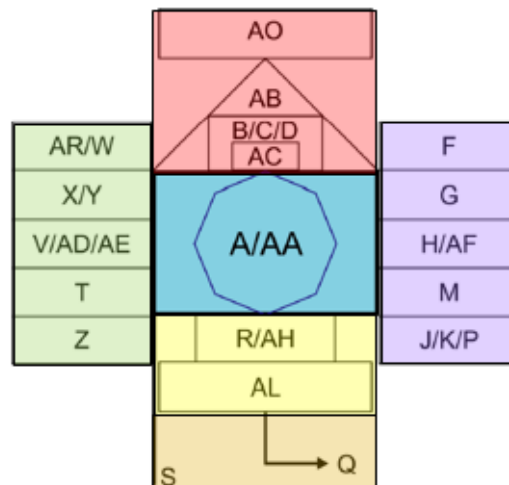 AO
AB
B/C/D
AC
AR/W
X/Y
V/AD/AE
T
Z
A/AA
F
G
H/AF
M
J/K/P
R/AH
AL
Q
S